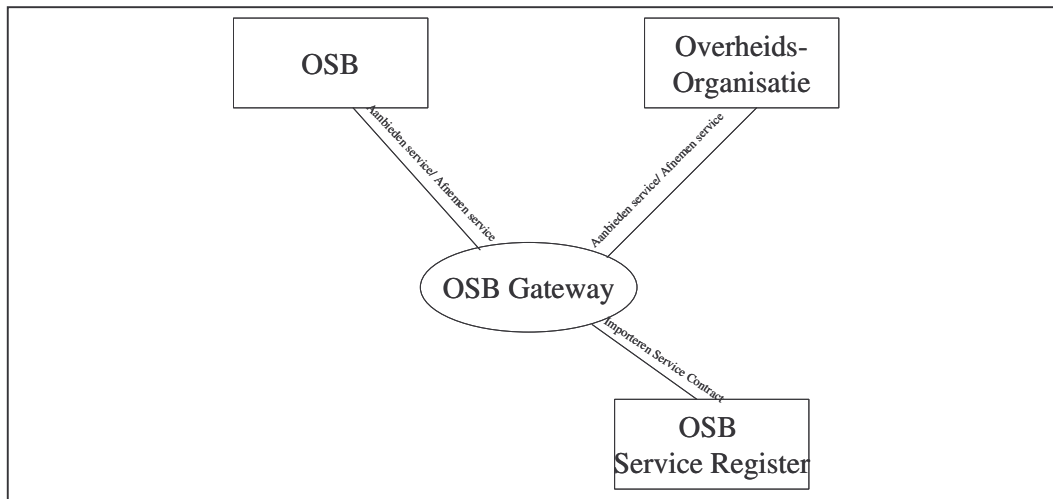 OSB
Overheids-
Organisatie
Aanbieden service/ Afnemen service
Aanbieden service/ Afnemen service
OSB Gateway
Importeren Service Contract
OSB
Service Register